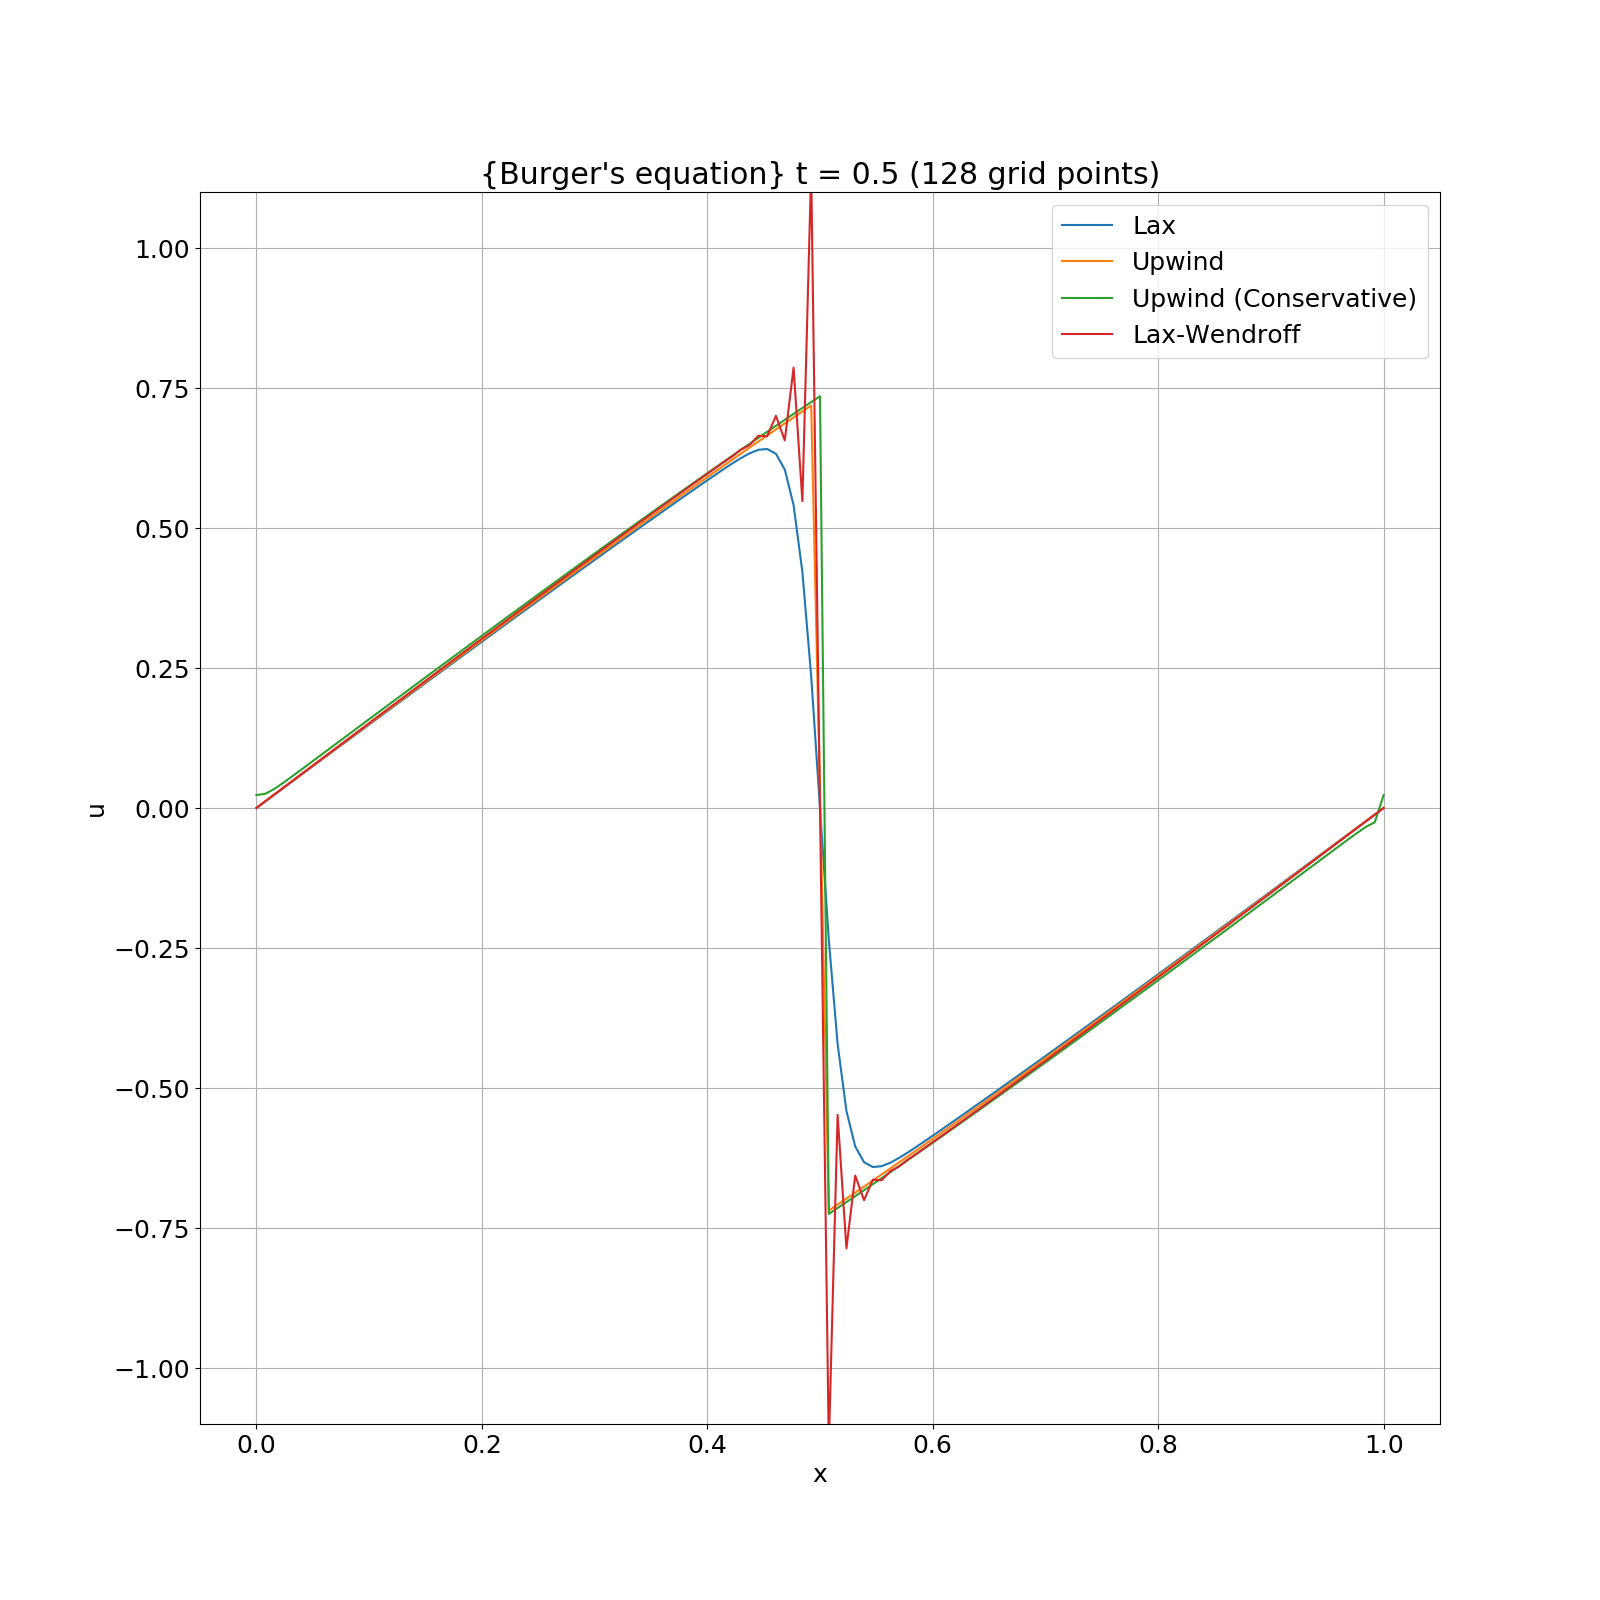 {Burger's equation} t = 0.5 (128 grid points)
Lax
Upwind
Upwind (Conservative)
Lax-Wendroff
1.00
0.75
0.50
0.25
0.00
−0.25
−0.50
−0.75
−1.00
u
0.0 0.2 0.4 0.6 0.8 1.0
x